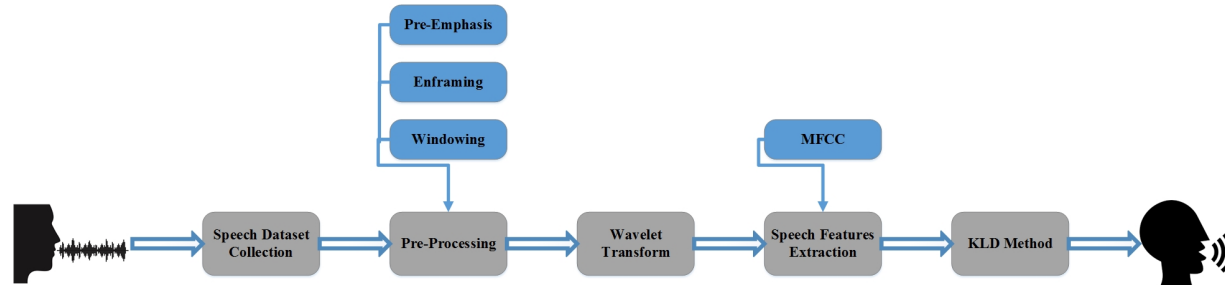 Pre-Emphasis
Enframing
Windowing
MFCC
Speech Dataset
Collection
Pre-Processing
Wavelet
Transform
Speech Features
Extraction
KLD Method